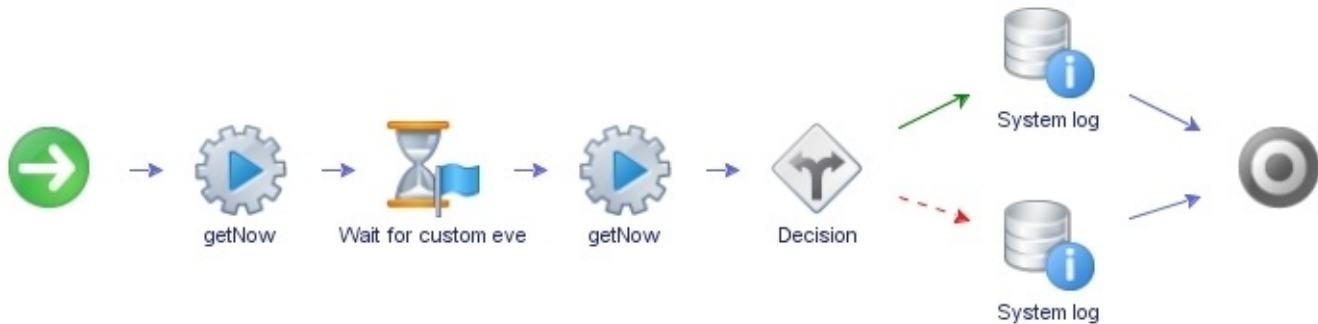 System log
getNow
Wait for custom eve
getNow
Decision
System log